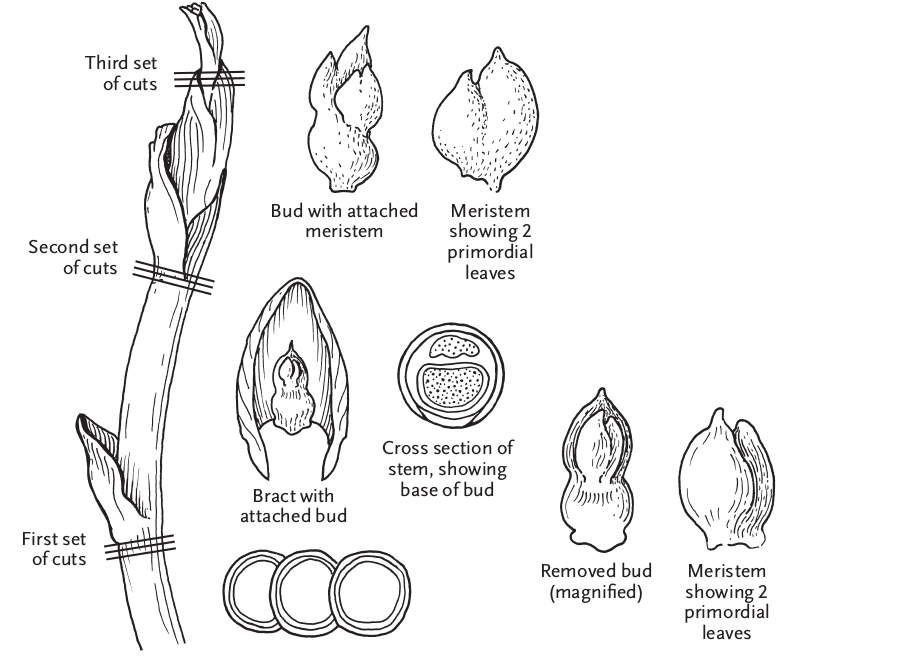 Third set
of cuts
Bud with attached
meristem
Meristem
showing 2
primordial
leaves
Second set
of cuts
Cross section of
stem, showing
base of bud
Bract with
attached bud
First set
of cuts
Removed bud
(magnified)
Meristem
showing 2
primordial
leaves